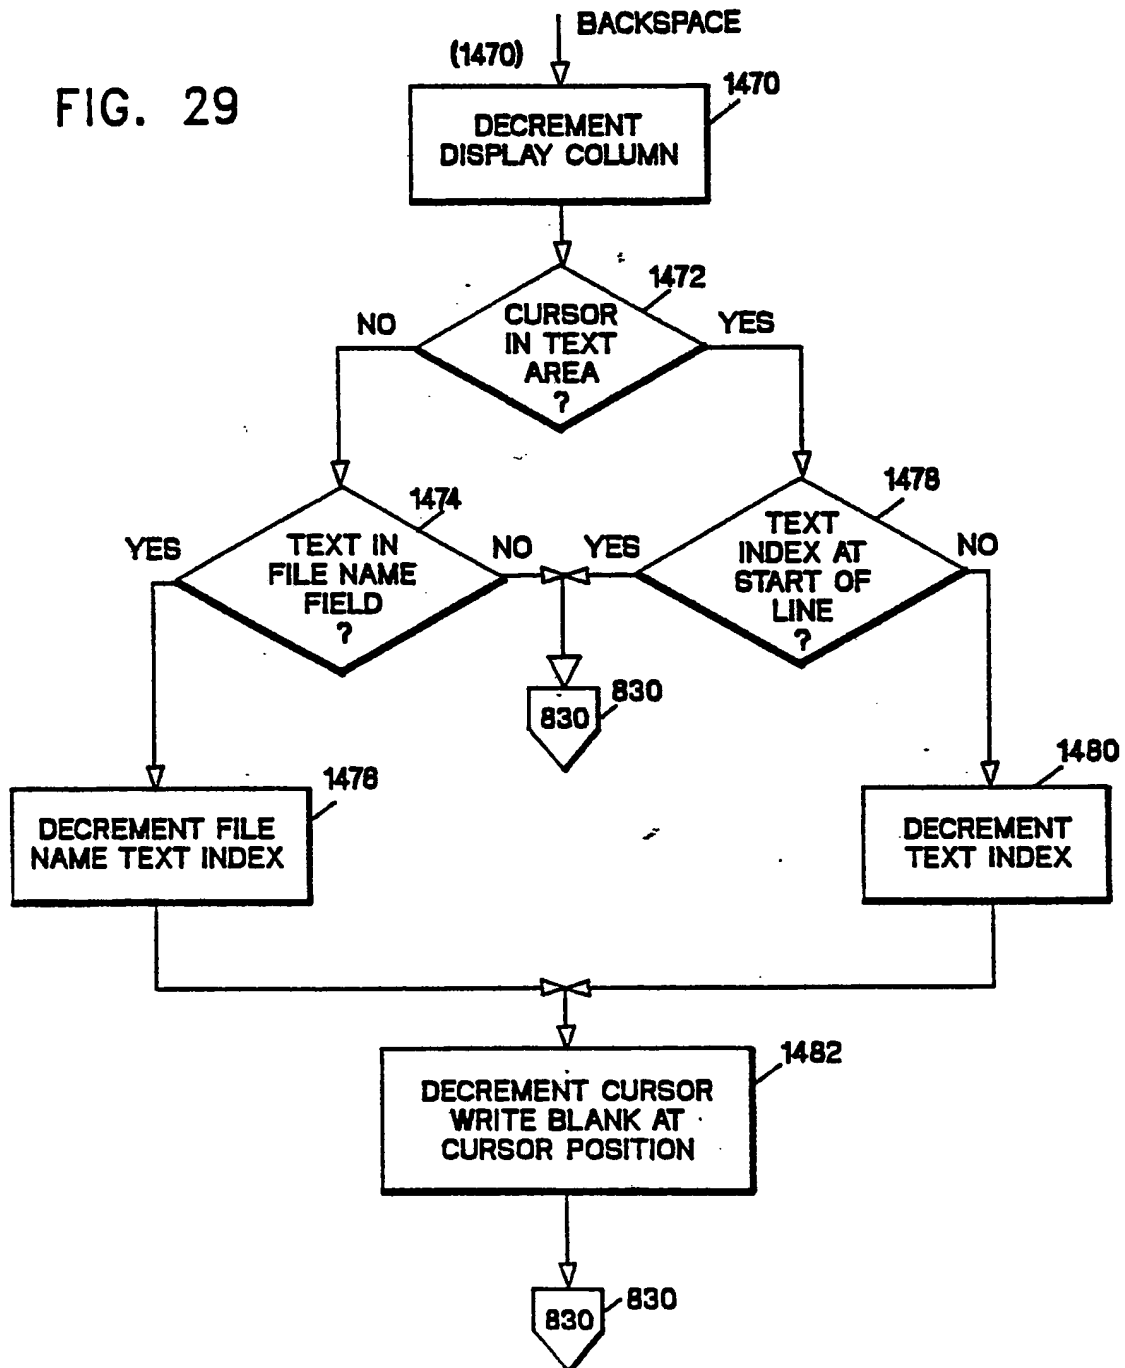 BACKSPACE
(1470)
FIG. 29
1470
DECREMENT
DISPLAY COLUMN
1472
CURSOR
IN TEXT
AREA
?
NO
YES
1474
TEXT IN
FILE NAME
FIELD
?
YES
NO
1478
TEXT
INDEX AT
START OF
LINE
?
YES
NO
830
830
1476
DECREMENT FILE
NAME TEXT INDEX
1480
DECREMENT
TEXT INDEX
1482
DECREMENT CURSOR
WRITE BLANK AT
CURSOR POSITION
830
830